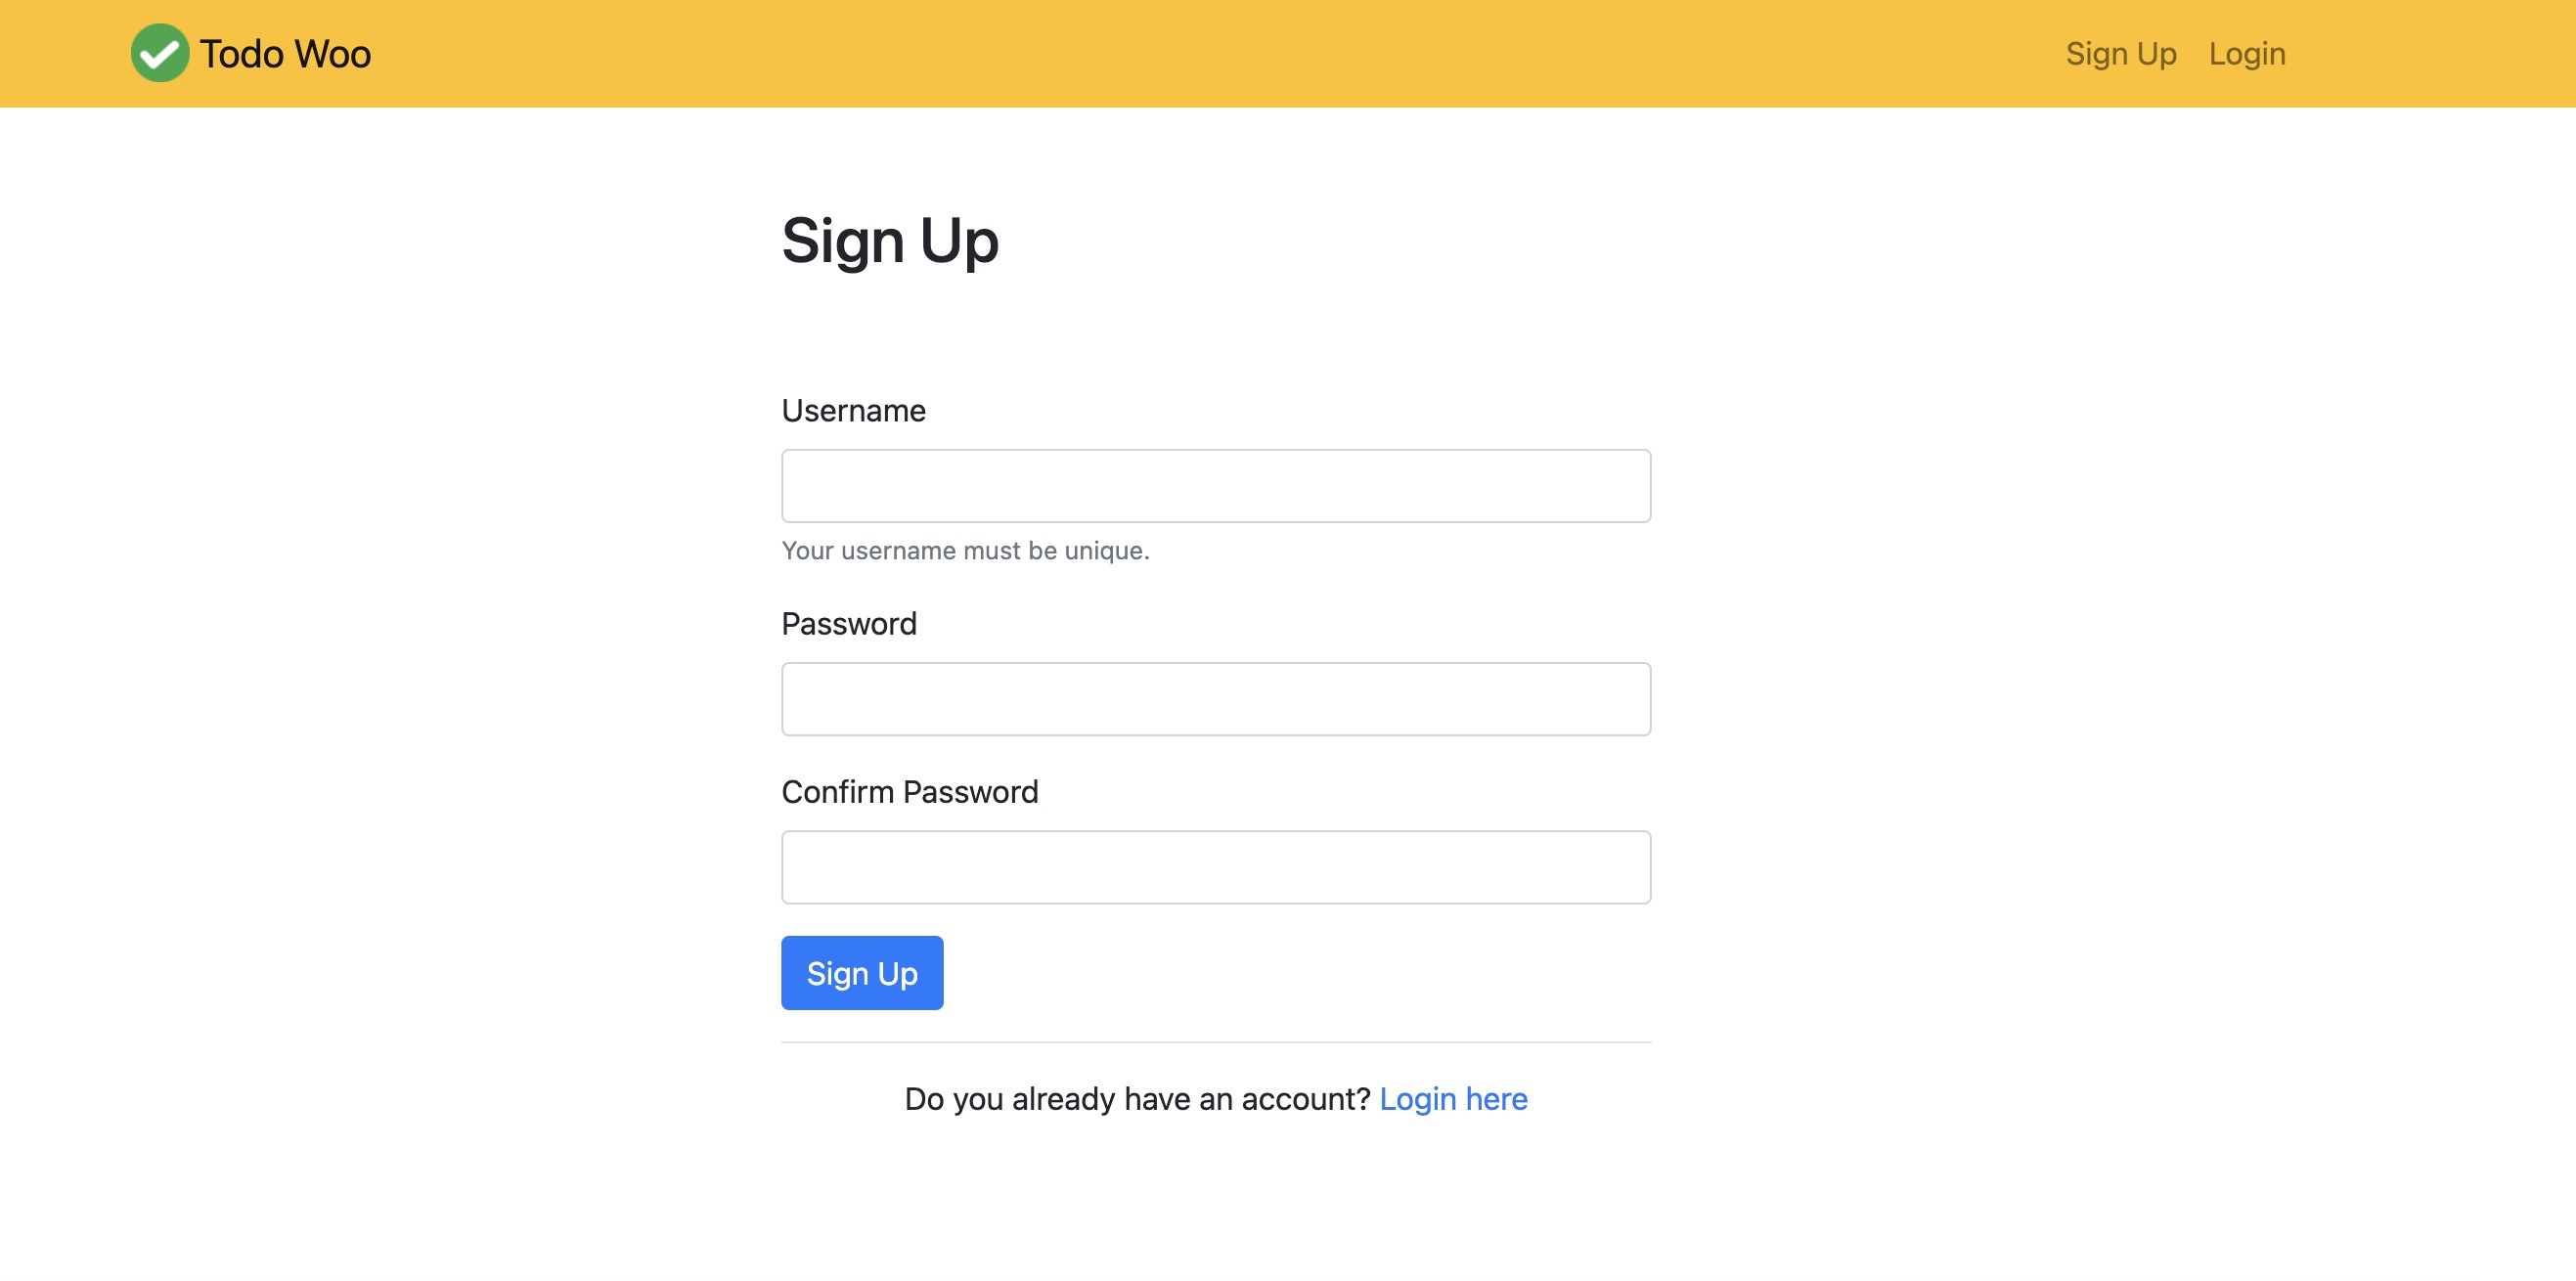 Todo Woo
Sign Up Login
Sign Up
Username
Your username must be unique.
Password
Confirm Password
Sign Up
Do you already have an account? Login here